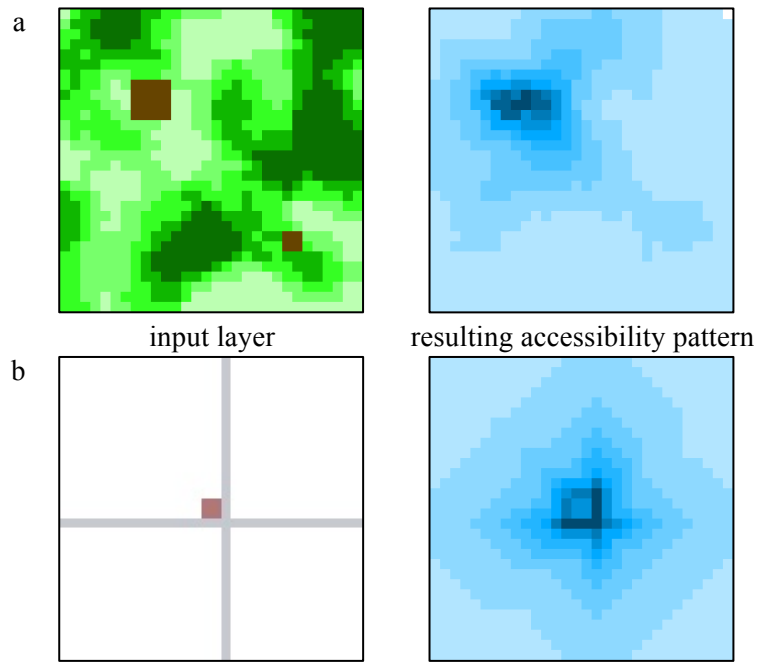 a
input layer
resulting accessibility pattern
b